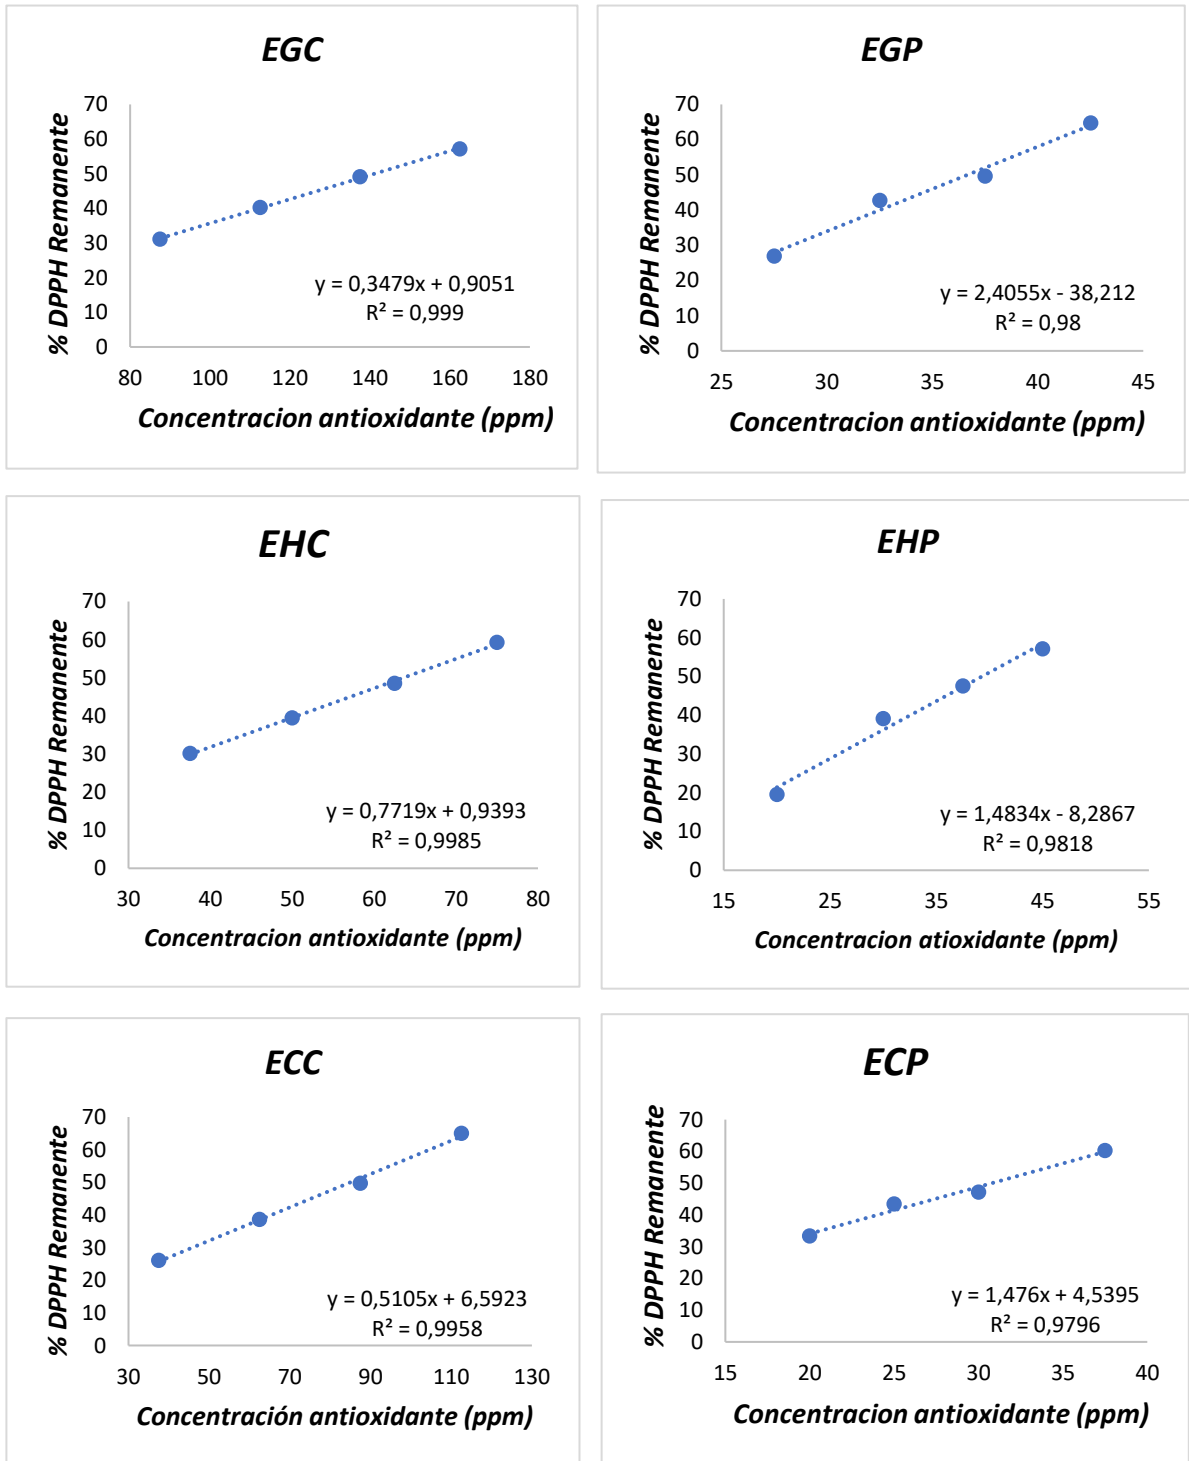 EGC
% DPPH Remanente
70
60
50
40
30
20
10
0
y = 0,3479x + 0,9051
R² = 0,999
80 100 120 140 160 180
Concentracion antioxidante (ppm)
EGP
% DPPH Remanente
70
60
50
40
30
20
10
0
y = 2,4055x - 38,212
R² = 0,98
25 30 35 40 45
Concentracion antioxidante (ppm)
EHC
% DPPH Remanente
70
60
50
40
30
20
10
0
y = 0,7719x + 0,9393
R² = 0,9985
30 40 50 60 70 80
Concentracion antioxidante (ppm)
EHP
% DPPH Remanente
70
60
50
40
30
20
10
0
y = 1,4834x - 8,2867
R² = 0,9818
15 25 35 45 55
Concentracion atioxidante (ppm)
ECC
% DPPH Remanente
70
60
50
40
30
20
10
0
y = 0,5105x + 6,5923
R² = 0,9958
30 50 70 90 110 130
Concentración antioxidante (ppm)
ECP
% DPPH Remanente
70
60
50
40
30
20
10
0
y = 1,476x + 4,5395
R² = 0,9796
15 20 25 30 35 40
Concentracion antioxidante (ppm)